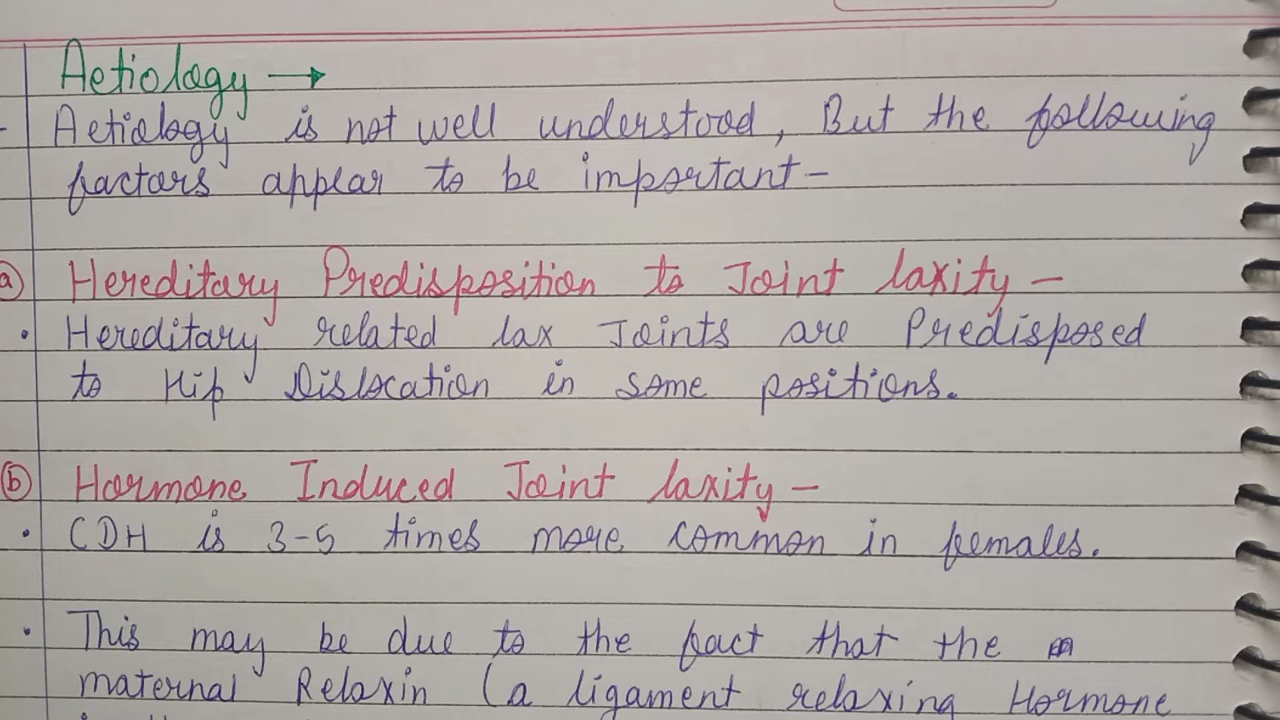 Aetiology →
- Aetiology is not well understood, But the following
factors appear to be important-
(a) Hereditary Predisposition to Joint laxity -
• Hereditary related lax Joints are Predisposed
to Hip Dislocation in some positions.
(b) Hormone Induced Joint laxity -
• CDH is 3-5 times more common in females.
• This may be due to the fact that the
maternal Relaxin (a ligament relaxing Hormone